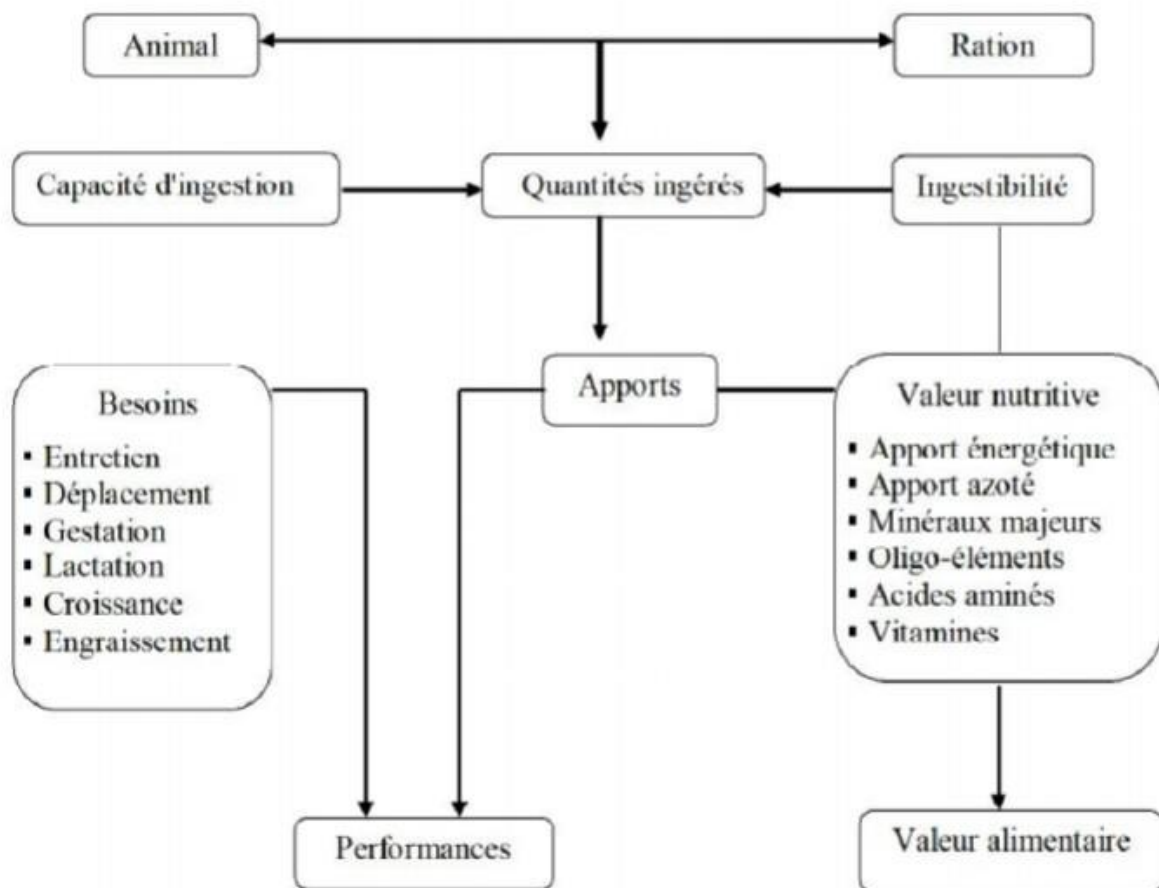 Animal
Ration
Capacité d'ingestion
Quantités ingérés
Ingestibilité
Besoins
▪ Entretien
▪ Déplacement
▪ Gestation
▪ Lactation
▪ Croissance
▪ Engraissement
Apports
Valeur nutritive
▪ Apport énergétique
▪ Apport azoté
▪ Minéraux majeurs
▪ Oligo-éléments
▪ Acides aminés
▪ Vitamines
Performances
Valeur alimentaire